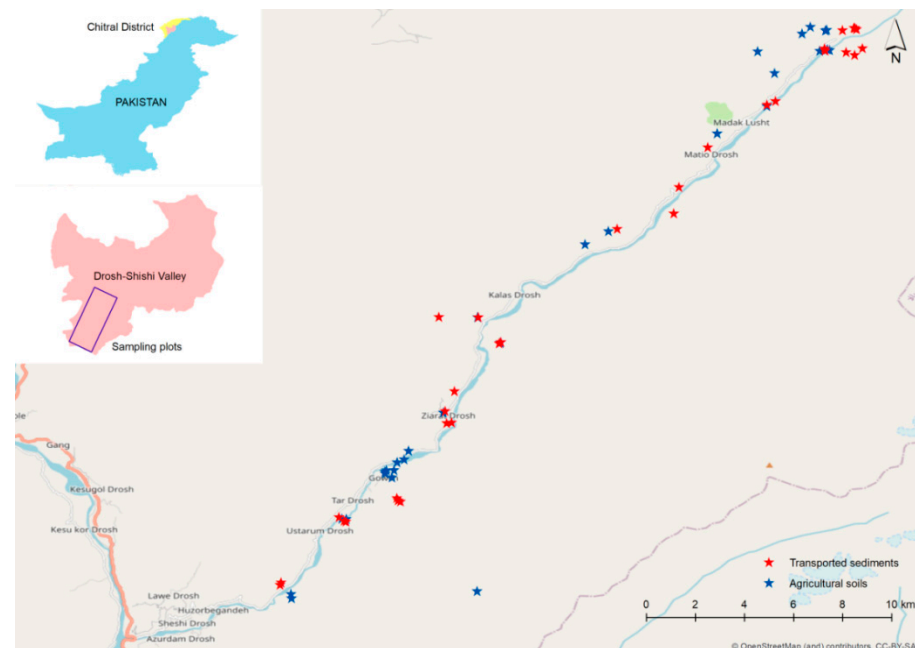 Chitral District
PAKISTAN
N
Drosh-Shishi Valley
Sampling plots
Madak Lusht
Matio Drosh
Kalas Drosh
Ziarat Drosh
Gang
Kesugol Drosh
Kesu kor Drosh
Tar Drosh
Ustarum Drosh
Lawe Drosh
Huzorbegandeh
Sheshi Drosh
Azurdam Drosh
Transported sediments
Agricultural soils
0 2 4 6 8 10 km
© OpenStreetMap (and) contributors, CC-BY-SA